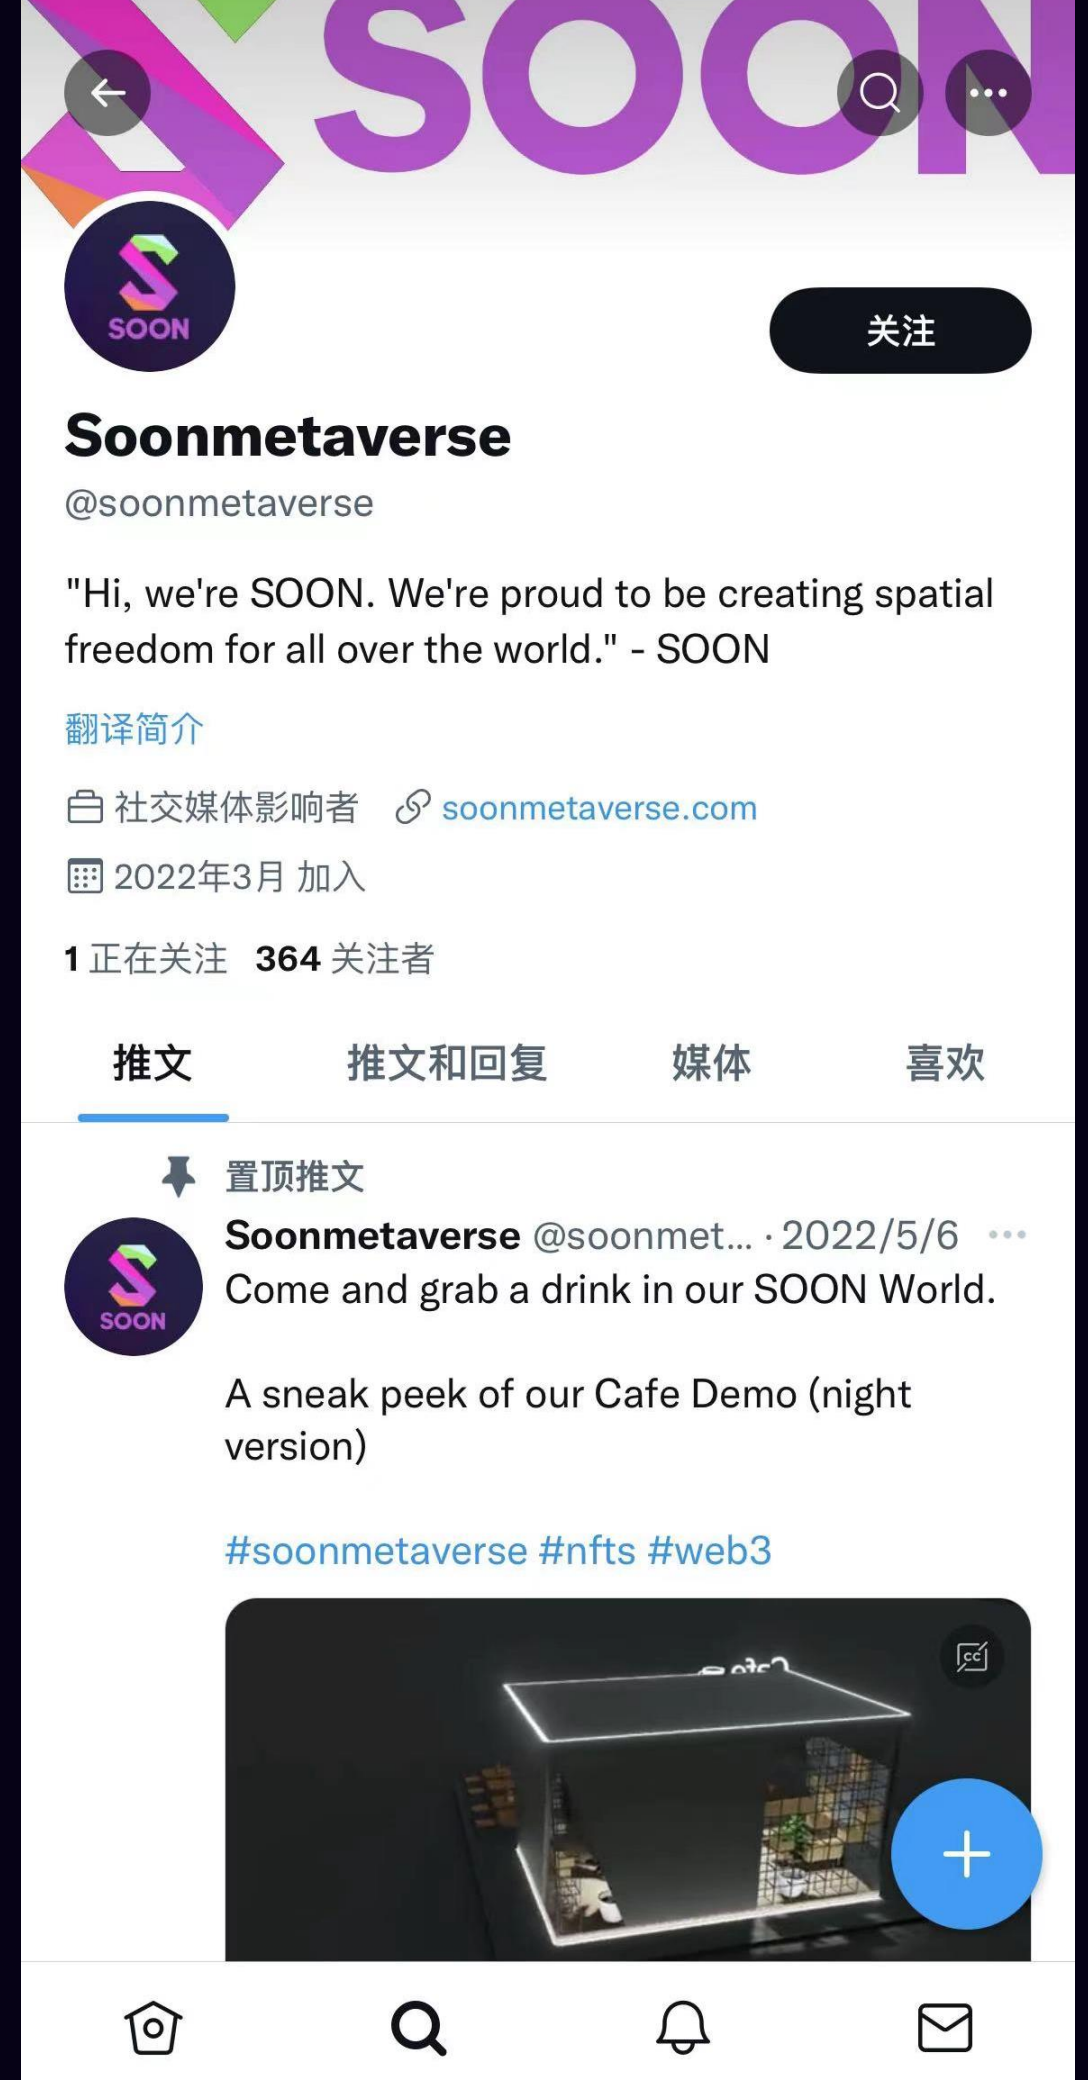 SOON
SOON
关注
Soonmetaverse
@soonmetaverse
"Hi, we're SOON. We're proud to be creating spatial
freedom for all over the world." - SOON
翻译简介
社交媒体影响者 soonmetaverse.com
2022年3月 加入
1 正在关注 364 关注者
推文 推文和回复 媒体 喜欢
置顶推文
Soonmetaverse @soonmet... · 2022/5/6
SOON
Come and grab a drink in our SOON World.
A sneak peek of our Cafe Demo (night
version)
#soonmetaverse #nfts #web3
cc